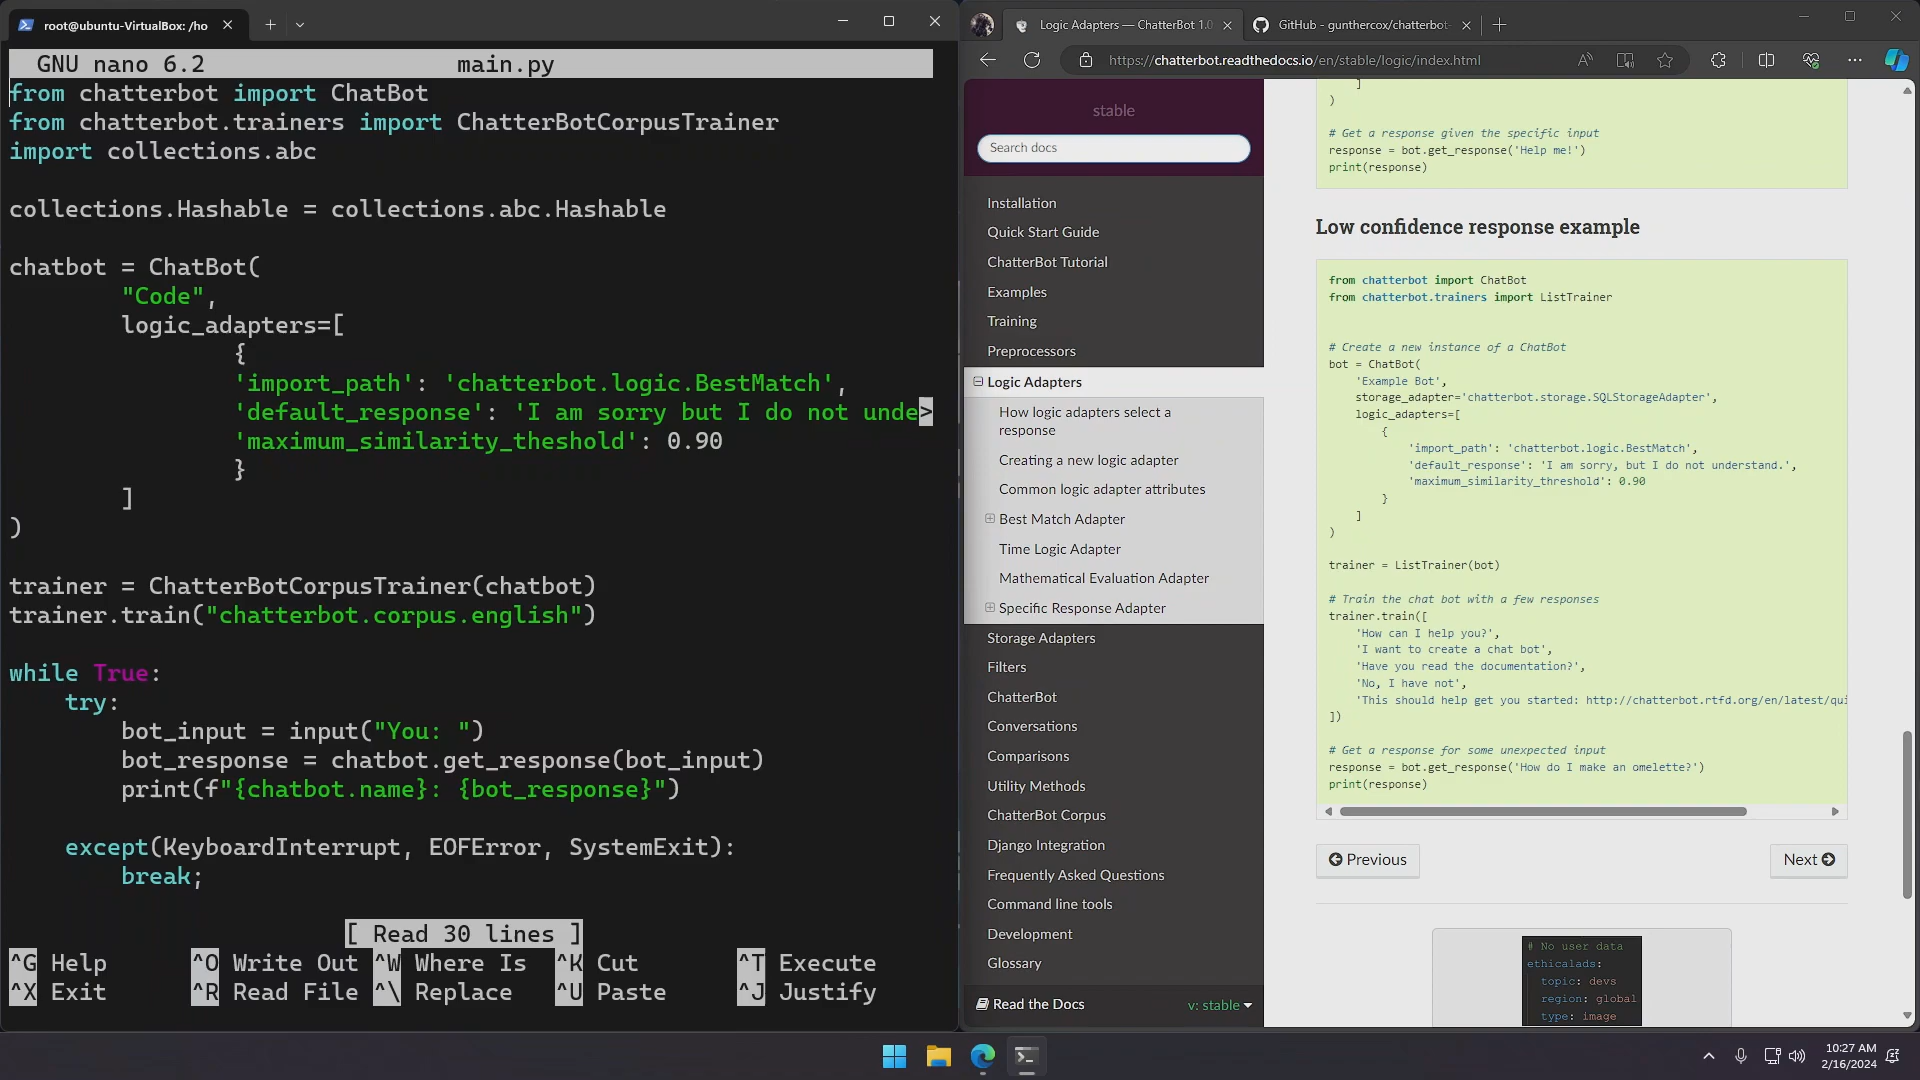 root@ubuntu-VirtualBox: /ho
GNU nano 6.2 main.py
from chatterbot import ChatBot
from chatterbot.trainers import ChatterBotCorpusTrainer
import collections.abc
collections.Hashable = collections.abc.Hashable
chatbot = ChatBot(
"Code",
logic_adapters=[
{
'import_path': 'chatterbot.logic.BestMatch',
'default_response': 'I am sorry but I do not unde>
'maximum_similarity_theshold': 0.90
}
]
)
trainer = ChatterBotCorpusTrainer(chatbot)
trainer.train("chatterbot.corpus.english")
while True:
try:
bot_input = input("You: ")
bot_response = chatbot.get_response(bot_input)
print(f"{chatbot.name}: {bot_response}")
except(KeyboardInterrupt, EOFError, SystemExit):
break;
[ Read 30 lines ]
^G Help ^O Write Out ^W Where Is ^K Cut ^T Execute
^X Exit ^R Read File ^\ Replace ^U Paste ^J Justify
Logic Adapters — ChatterBot 1.0
GitHub - gunthercox/chatterbot-
https://chatterbot.readthedocs.io/en/stable/logic/index.html
stable
Search docs
Installation
Quick Start Guide
ChatterBot Tutorial
Examples
Training
Preprocessors
Logic Adapters
How logic adapters select a
response
Creating a new logic adapter
Common logic adapter attributes
Best Match Adapter
Time Logic Adapter
Mathematical Evaluation Adapter
Specific Response Adapter
Storage Adapters
Filters
ChatterBot
Conversations
Comparisons
Utility Methods
ChatterBot Corpus
Django Integration
Frequently Asked Questions
Command line tools
Development
Glossary
Read the Docs v: stable
]
)
# Get a response given the specific input
response = bot.get_response('Help me!')
print(response)
Low confidence response example
from chatterbot import ChatBot
from chatterbot.trainers import ListTrainer
# Create a new instance of a ChatBot
bot = ChatBot(
'Example Bot',
storage_adapter='chatterbot.storage.SQLStorageAdapter',
logic_adapters=[
{
'import_path': 'chatterbot.logic.BestMatch',
'default_response': 'I am sorry, but I do not understand.',
'maximum_similarity_threshold': 0.90
}
]
)
trainer = ListTrainer(bot)
# Train the chat bot with a few responses
trainer.train([
'How can I help you?',
'I want to create a chat bot',
'Have you read the documentation?',
'No, I have not',
'This should help get you started: http://chatterbot.rtfd.org/en/latest/qui
])
# Get a response for some unexpected input
response = bot.get_response('How do I make an omelette?')
print(response)
Previous Next
# No user data
ethicalads:
topic: devs
region: global
type: image
10:27 AM
2/16/2024